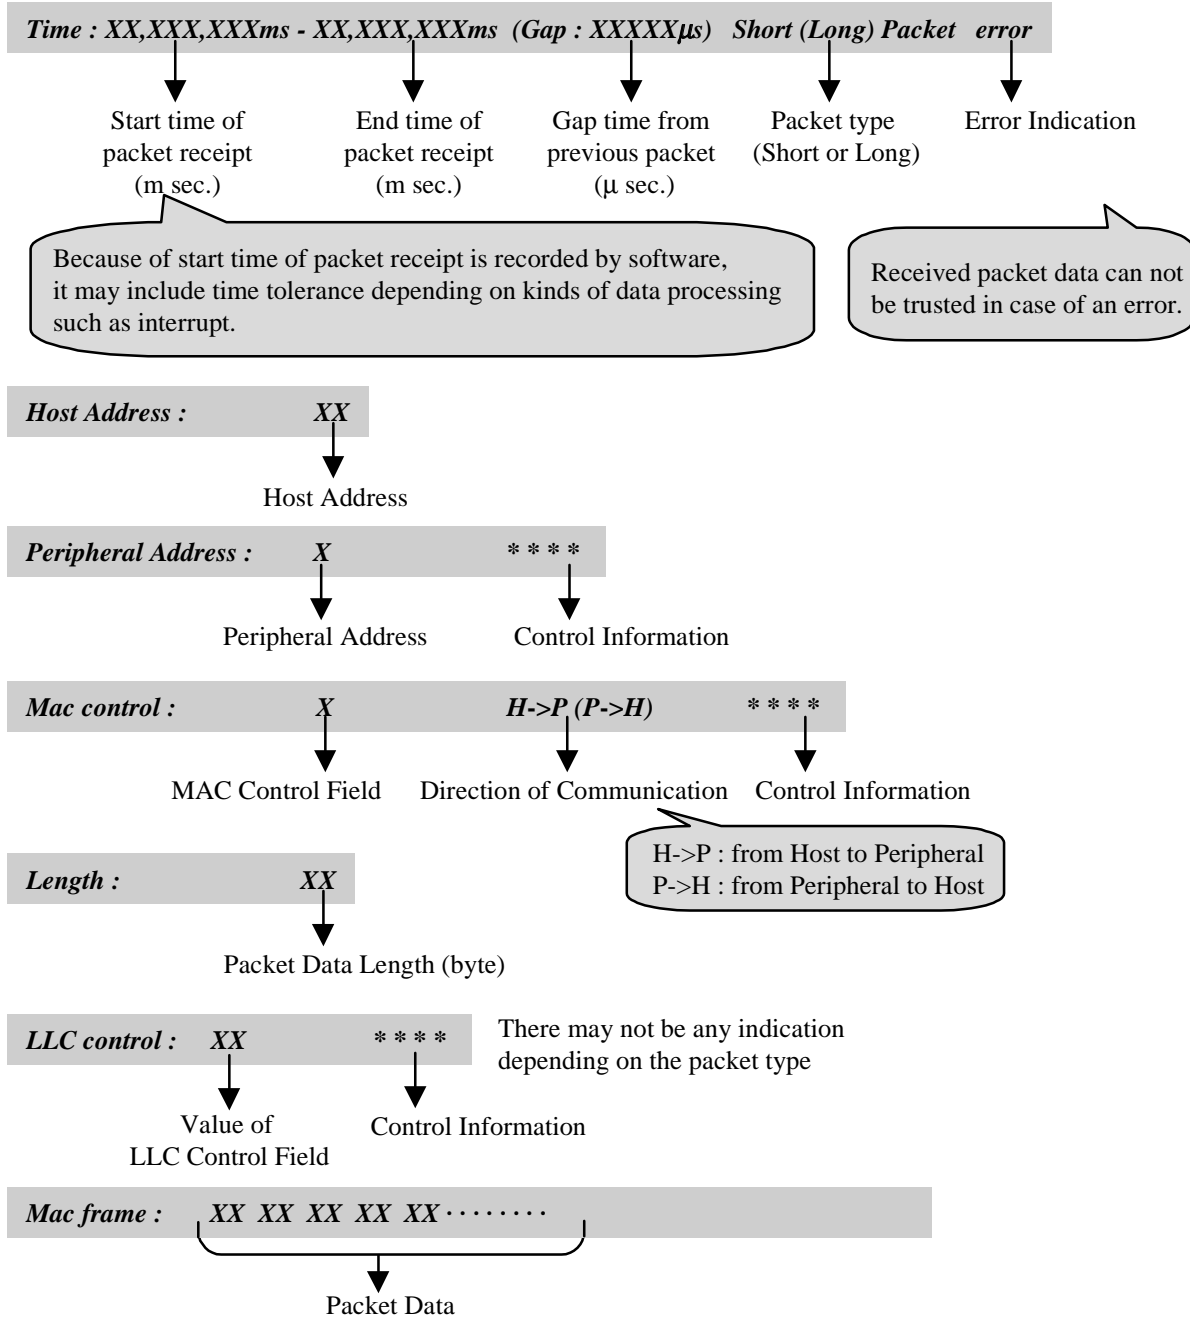 Time : XX,XXX,XXXms - XX,XXX,XXXms (Gap : XXXXXμs) Short (Long) Packet error
Start time of
packet receipt
(m sec.)
End time of
packet receipt
(m sec.)
Gap time from
previous packet
(μ sec.)
Packet type
(Short or Long)
Error Indication
Because of start time of packet receipt is recorded by software,
it may include time tolerance depending on kinds of data processing
such as interrupt.
Received packet data can not
be trusted in case of an error.
Host Address : XX
Host Address
Peripheral Address : X * * * *
Peripheral Address
Control Information
Mac control : X H->P (P->H) * * * *
MAC Control Field
Direction of Communication
Control Information
H->P : from Host to Peripheral
P->H : from Peripheral to Host
Length : XX
Packet Data Length (byte)
LLC control : XX * * * *
There may not be any indication
depending on the packet type
Value of
LLC Control Field
Control Information
Mac frame : XX XX XX XX XX · · · · · · · ·
Packet Data